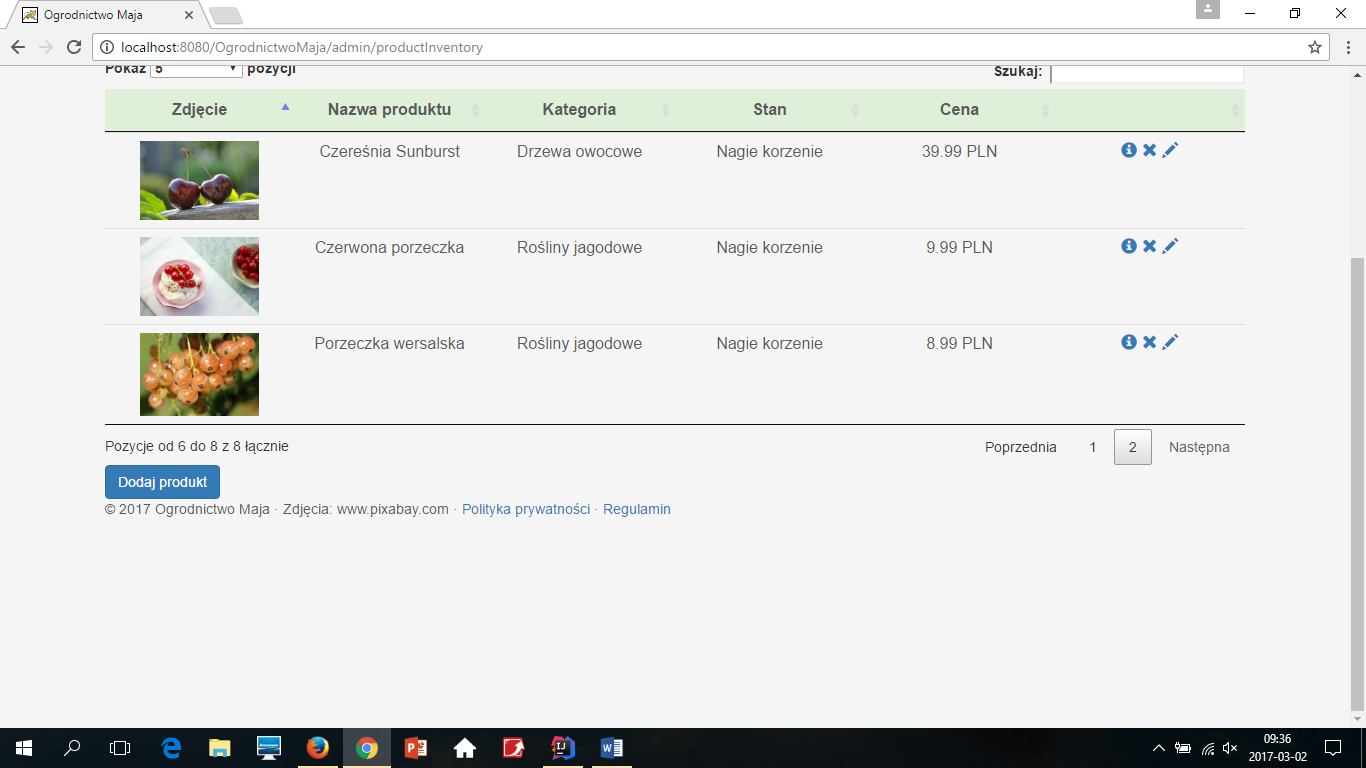 Ogrodnictwo Maja
localhost:8080/OgrodnictwoMaja/admin/productInventory
Pokaż 5 pozycji
Szukaj:
Zdjęcie Nazwa produktu Kategoria Stan Cena
Czereśnia Sunburst Drzewa owocowe Nagie korzenie 39.99 PLN
Czerwona porzeczka Rośliny jagodowe Nagie korzenie 9.99 PLN
Porzeczka wersalska Rośliny jagodowe Nagie korzenie 8.99 PLN
Pozycje od 6 do 8 z 8 łącznie
Poprzednia 1 2 Następna
Dodaj produkt
© 2017 Ogrodnictwo Maja · Zdjęcia: www.pixabay.com · Polityka prywatności · Regulamin
09:36
2017-03-02